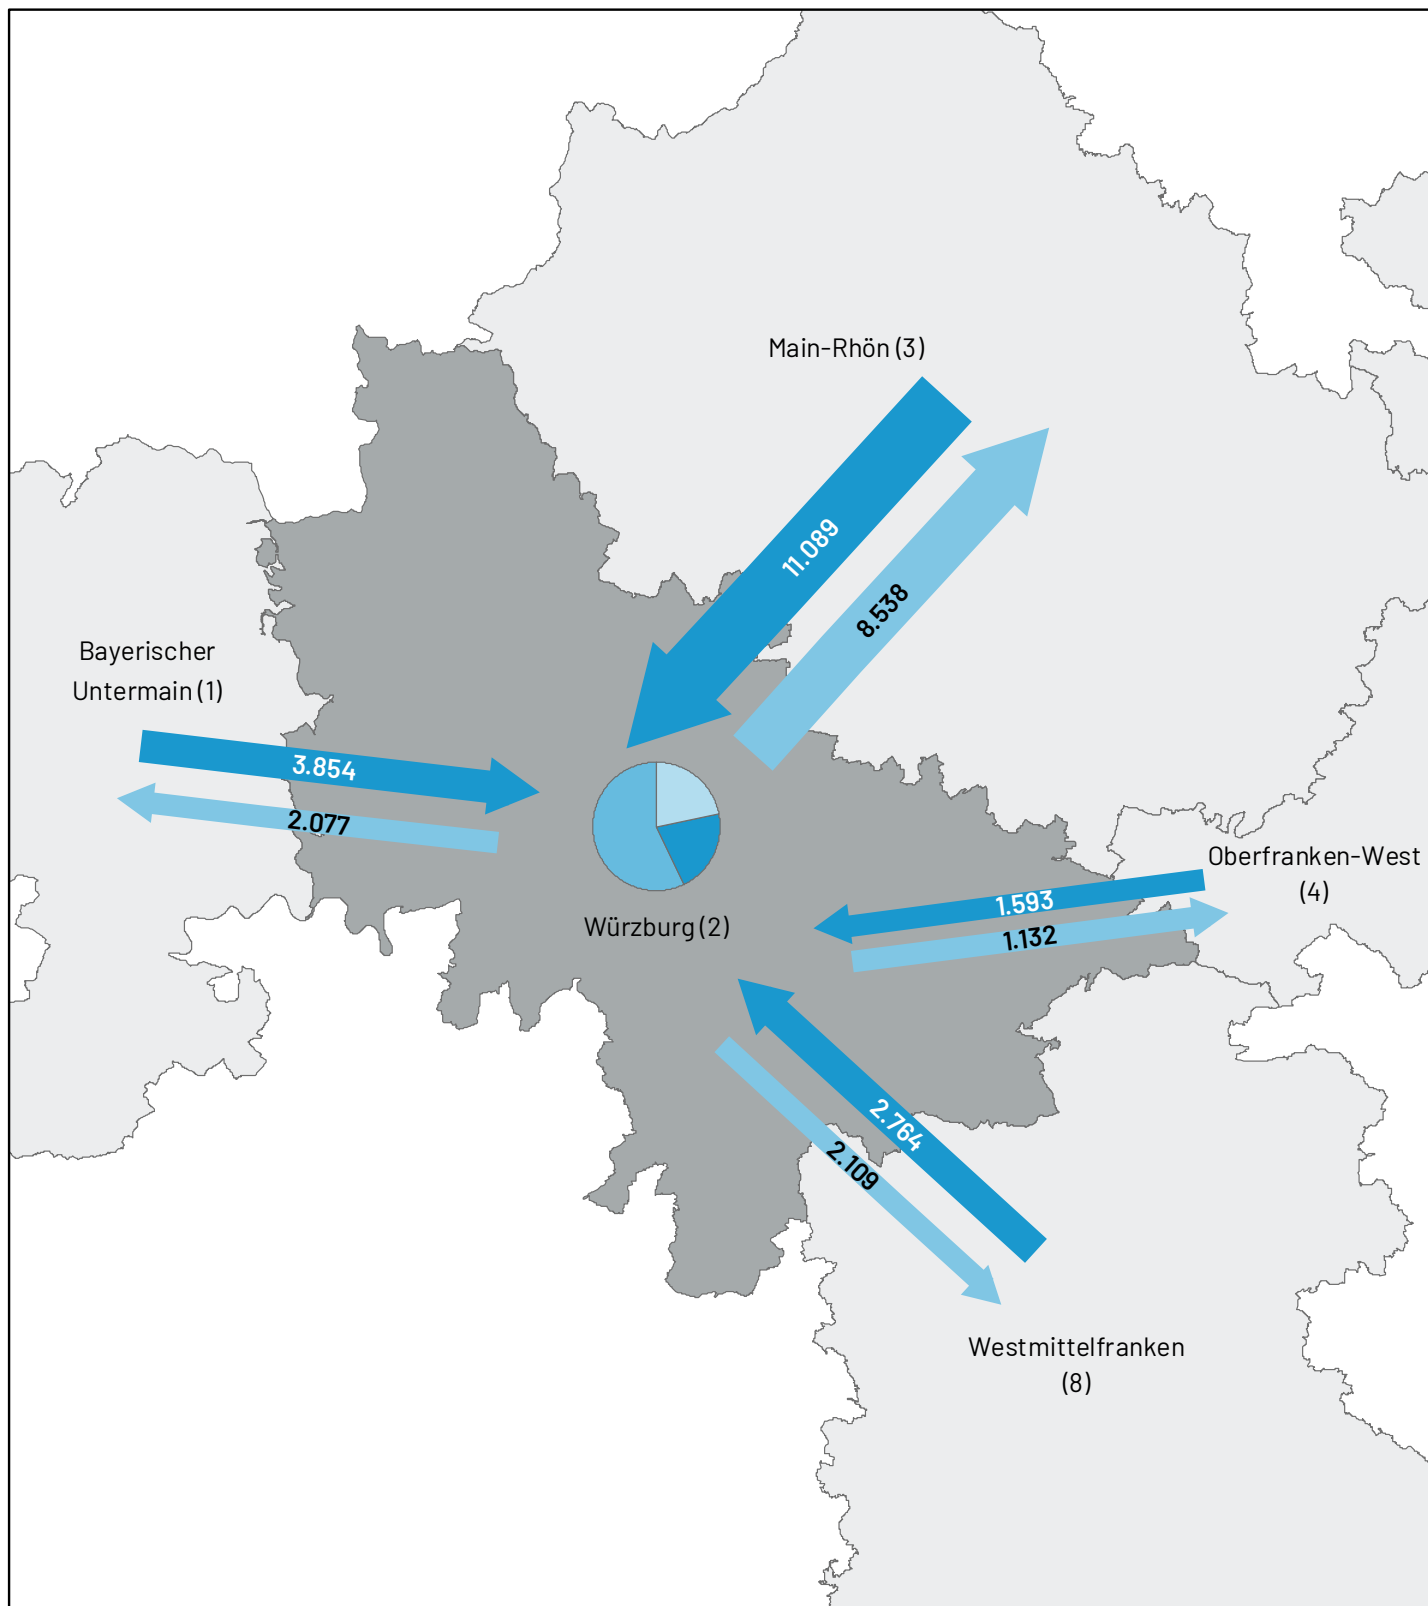 Main-Rhön (3)
11.089
8.538
Bayerischer
Untermain (1)
3.854
2.077
Würzburg (2)
Oberfranken-West
(4)
1.593
1.132
2.764
2.109
Westmittelfranken
(8)